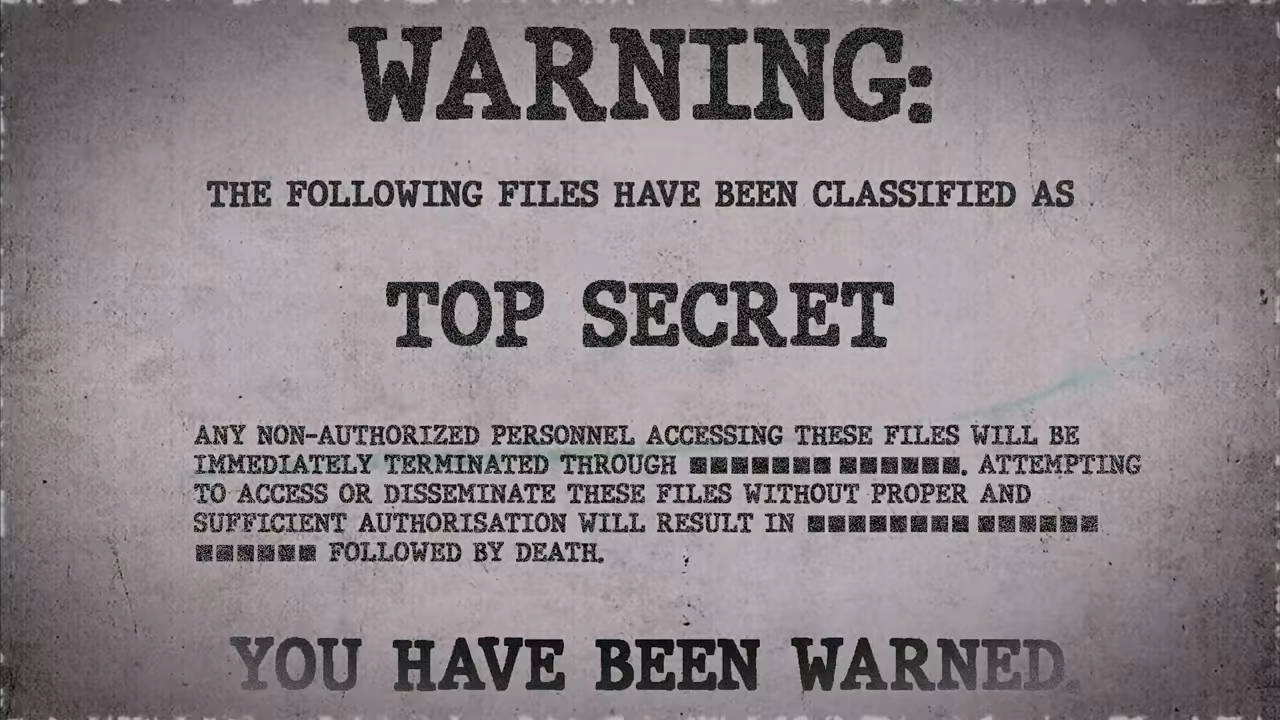 WARNING:
THE FOLLOWING FILES HAVE BEEN CLASSIFIED AS
TOP SECRET
ANY NON-AUTHORIZED PERSONNEL ACCESSING THESE FILES WILL BE
IMMEDIATELY TERMINATED THROUGH ■■■■■■■ ■■■■■■. ATTEMPTING
TO ACCESS OR DISSEMINATE THESE FILES WITHOUT PROPER AND
SUFFICIENT AUTHORISATION WILL RESULT IN ■■■■■■■■ ■■■■■■
■■■■■■ FOLLOWED BY DEATH.
YOU HAVE BEEN WARNED.